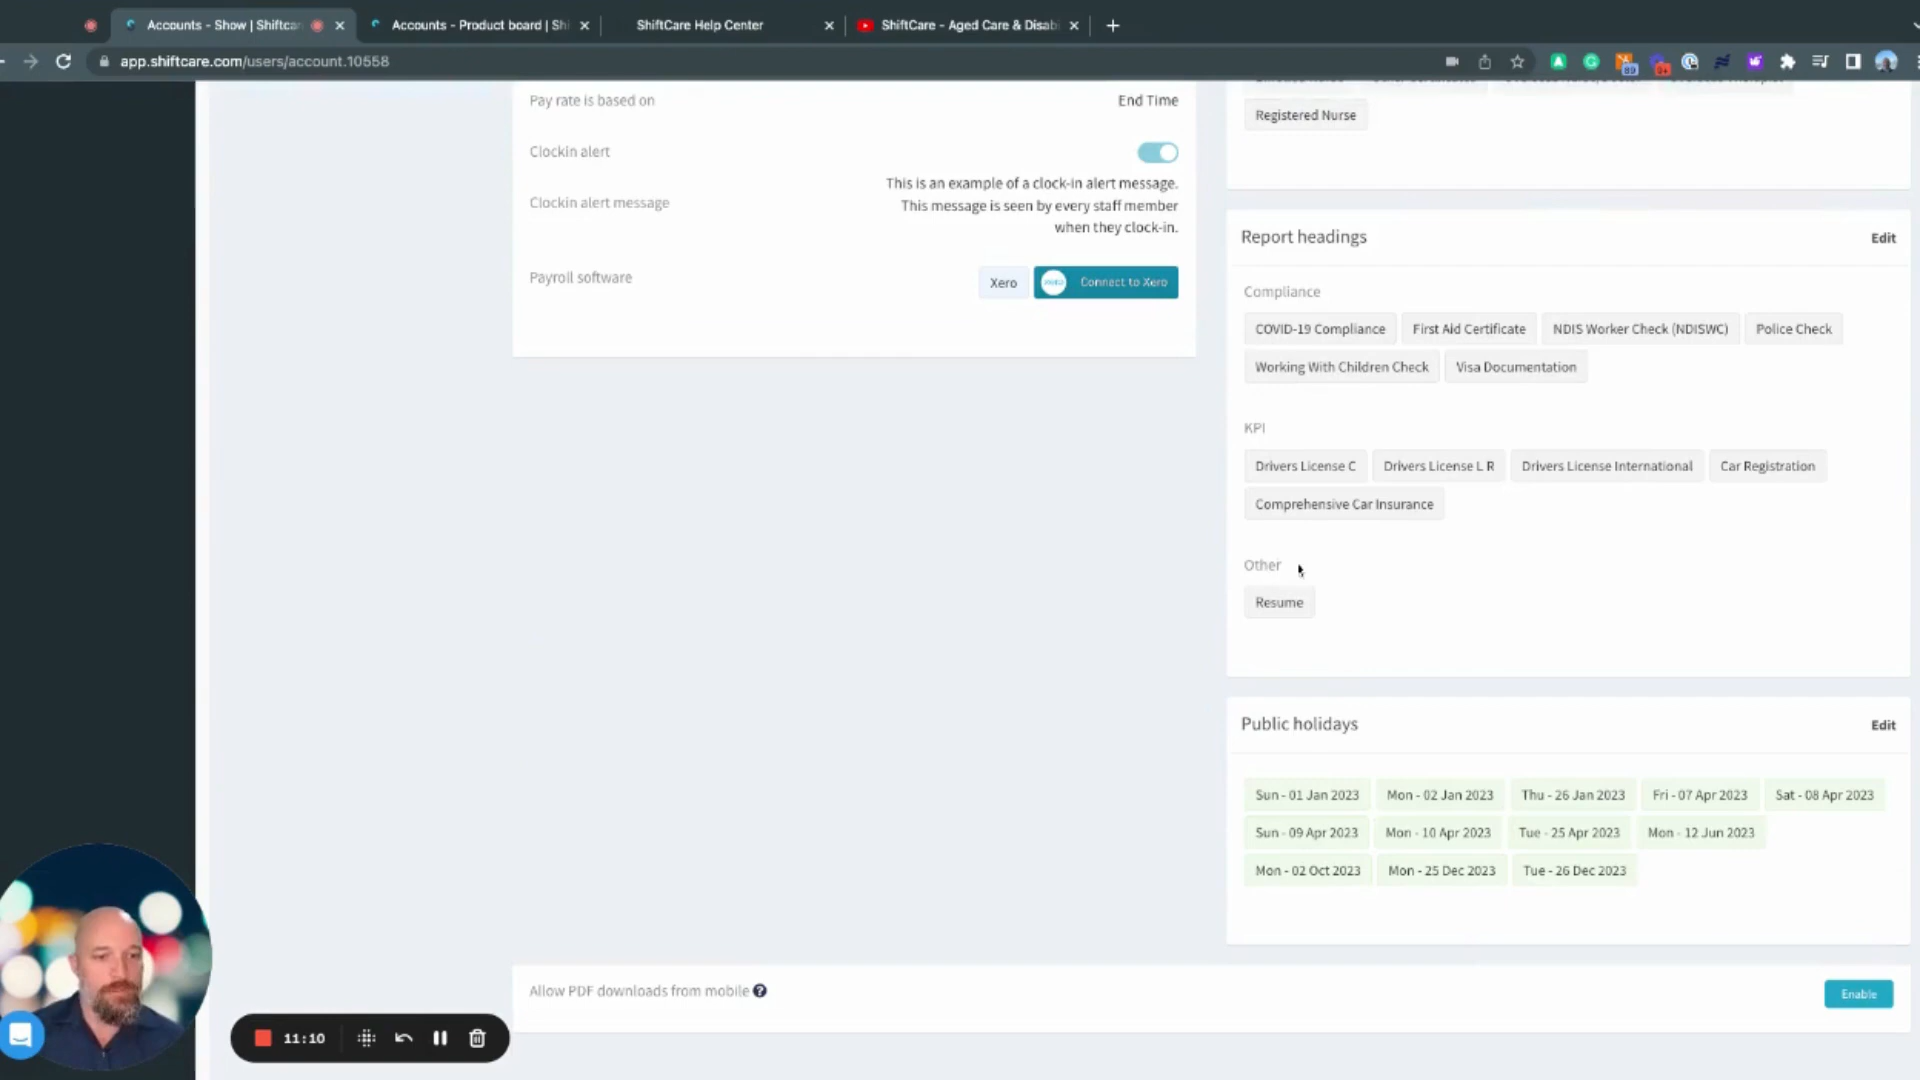 Accounts - Show | Shiftcar
Accounts - Product board | Shi
ShiftCare Help Center
ShiftCare - Aged Care & Disabi
app.shiftcare.com/users/account.10558
89
9+
Pay rate is based on
End Time
Clockin alert
Clockin alert message
This is an example of a clock-in alert message.
This message is seen by every staff member
when they clock-in.
Payroll software
Xero
xero
Connect to Xero
Registered Nurse
Report headings
Edit
Compliance
COVID-19 Compliance
First Aid Certificate
NDIS Worker Check (NDISWC)
Police Check
Working With Children Check
Visa Documentation
KPI
Drivers License C
Drivers License L R
Drivers License International
Car Registration
Comprehensive Car Insurance
Other
Resume
Public holidays
Edit
Sun - 01 Jan 2023
Mon - 02 Jan 2023
Thu - 26 Jan 2023
Fri - 07 Apr 2023
Sat - 08 Apr 2023
Sun - 09 Apr 2023
Mon - 10 Apr 2023
Tue - 25 Apr 2023
Mon - 12 Jun 2023
Mon - 02 Oct 2023
Mon - 25 Dec 2023
Tue - 26 Dec 2023
Allow PDF downloads from mobile
?
Enable
11:10